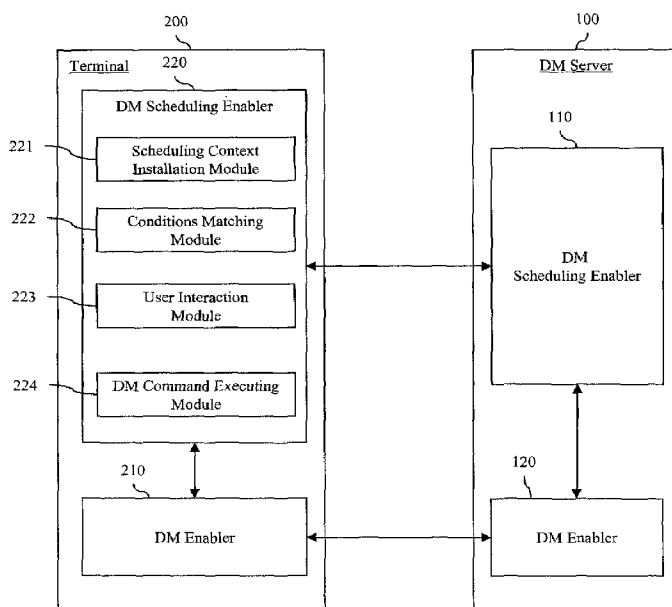 200
100
Terminal
DM Server
220
DM Scheduling Enabler
110
221
Scheduling Context
Installation Module
222
Conditions Matching
Module
DM
Scheduling Enabler
223
User Interaction
Module
224
DM Command Executing
Module
210
120
DM Enabler
DM Enabler